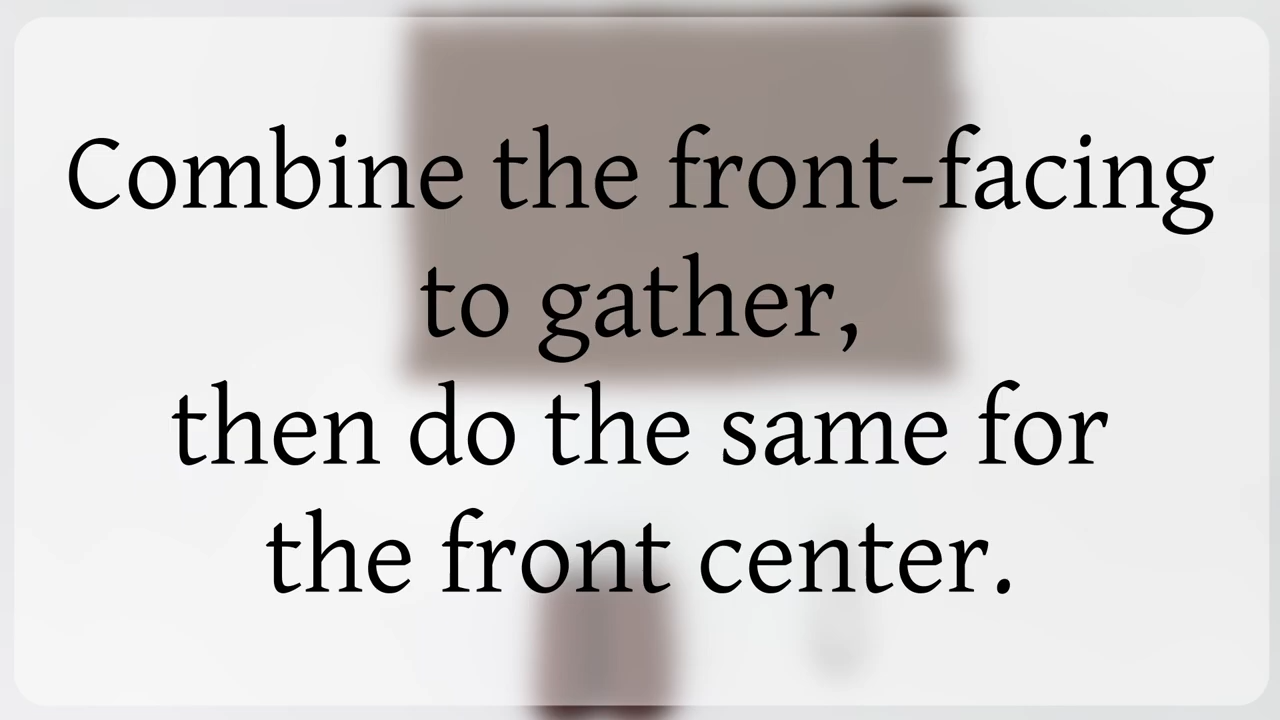 Combine the front-facing
to gather,
then do the same for
the front center.